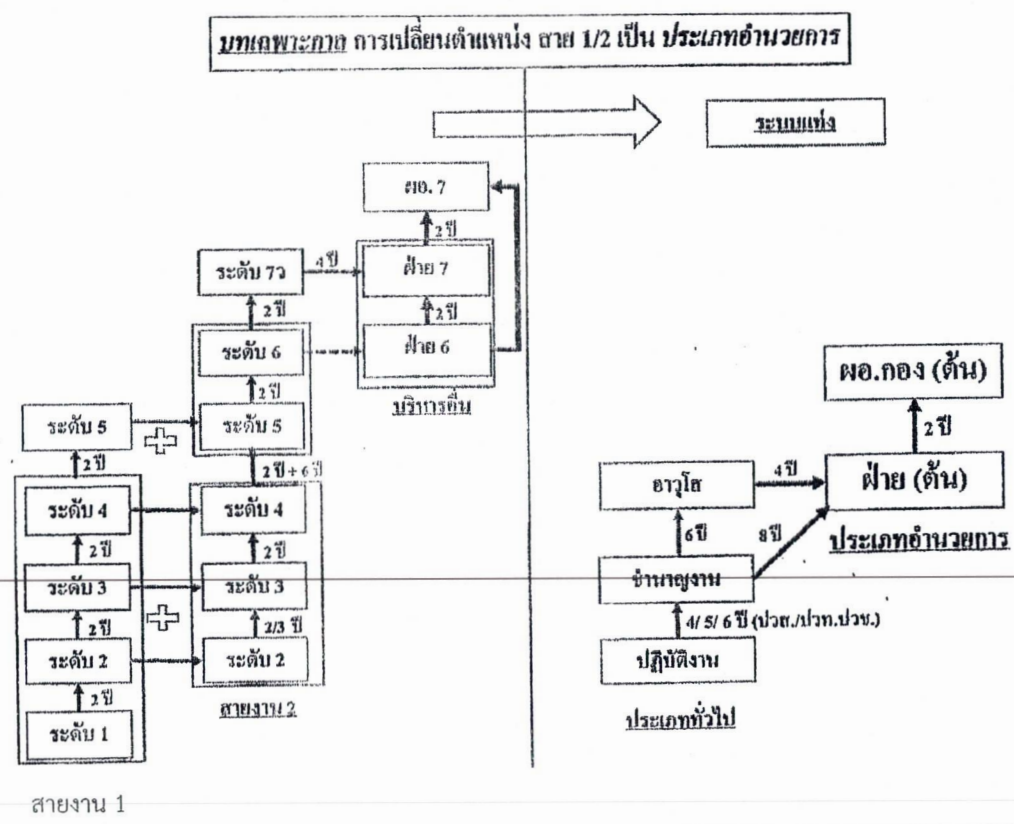 บทเฉพาะกาล การเปลี่ยนตำแหน่ง สาย 1/2 เป็น ประเภทอำนวยการ
ระบบแท่ง
ผอ. 7
2 ปี
ระดับ 7ว
4 ปี
ฝ่าย 7
2 ปี
2 ปี
ระดับ 6
ฝ่าย 6
บริหารอื่น
2 ปี
ระดับ 5
ระดับ 5
2 ปี
2 ปี + 6 ปี
ระดับ 4
ระดับ 4
2 ปี
2 ปี
ระดับ 3
ระดับ 3
2 ปี
2/3 ปี
ระดับ 2
ระดับ 2
2 ปี
สายงาน 2
ระดับ 1
สายงาน 1
ผอ.กอง (ต้น)
2 ปี
อาวุโส
4 ปี
ฝ่าย (ต้น)
6 ปี
8 ปี
ประเภทอำนวยการ
ชำนาญงาน
4/ 5/ 6 ปี (ปวส./ปวท.ปวช.)
ปฏิบัติงาน
ประเภททั่วไป